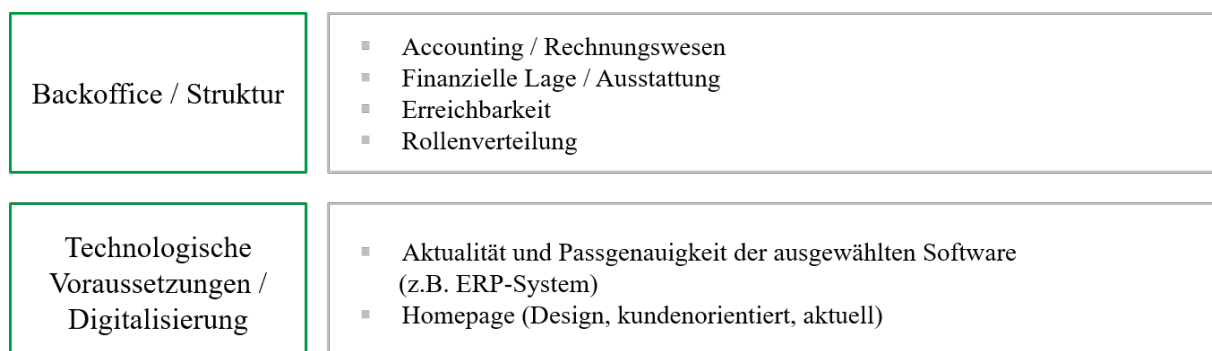 Backoffice / Struktur
Accounting / Rechnungswesen
Finanzielle Lage / Ausstattung
Erreichbarkeit
Rollenverteilung
Technologische
Voraussetzungen /
Digitalisierung
Aktualität und Passgenauigkeit der ausgewählten Software
(z.B. ERP-System)
Homepage (Design, kundenorientiert, aktuell)